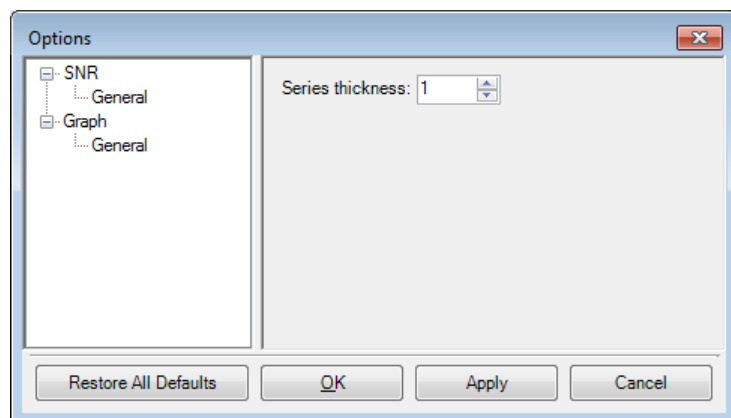 Options
SNR
General
Graph
General
Series thickness: 1
Restore All Defaults
OK
Apply
Cancel